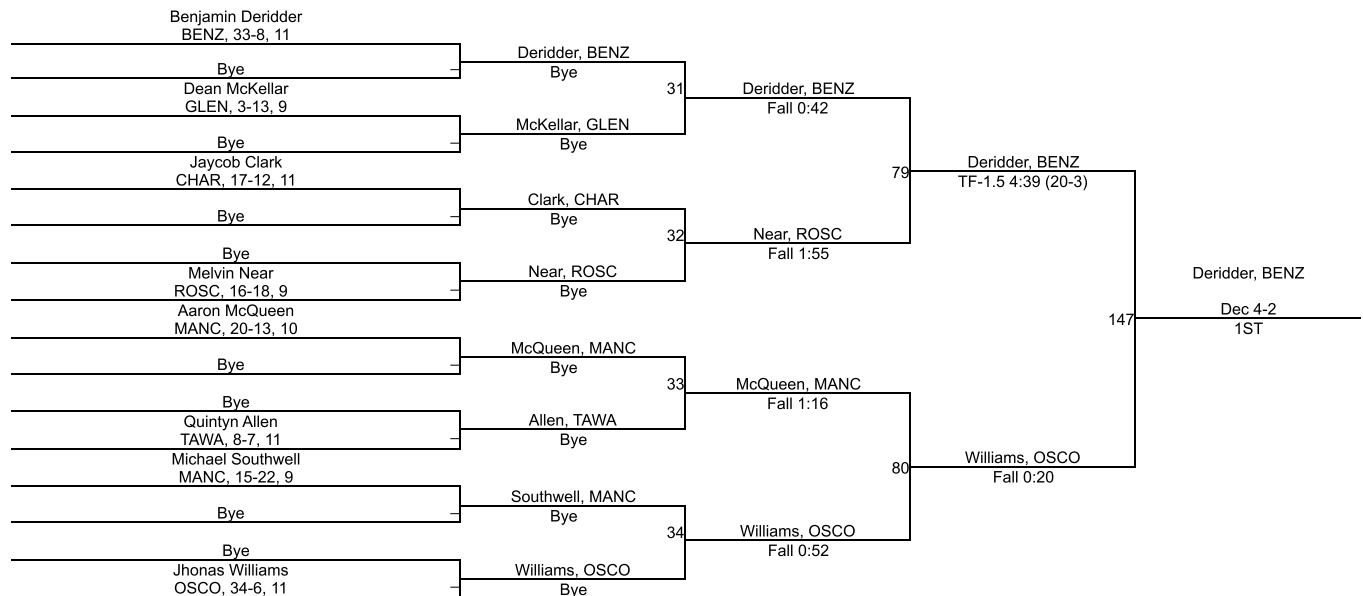 Benjamin Deridder
BENZ, 33-8, 11
Bye
Dean McKellar
GLEN, 3-13, 9
Bye
Jaycob Clark
CHAR, 17-12, 11
Bye
Bye
Melvin Near
ROSC, 16-18, 9
Aaron McQueen
MANC, 20-13, 10
Bye
Bye
Quintyn Allen
TAWA, 8-7, 11
Michael Southwell
MANC, 15-22, 9
Bye
Bye
Jhonas Williams
OSCO, 34-6, 11
Deridder, BENZ
Bye
McKellar, GLEN
Bye
Clark, CHAR
Bye
Near, ROSC
Bye
McQueen, MANC
Bye
Allen, TAWA
Bye
Southwell, MANC
Bye
Williams, OSCO
Bye
31
32
33
34
Deridder, BENZ
Fall 0:42
Near, ROSC
Fall 1:55
McQueen, MANC
Fall 1:16
Williams, OSCO
Fall 0:52
79
80
Deridder, BENZ
TF-1.5 4:39 (20-3)
Williams, OSCO
Fall 0:20
147
Deridder, BENZ
Dec 4-2
1ST